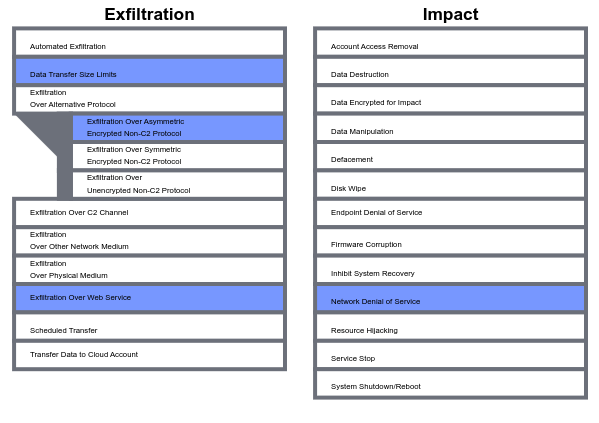 Exfiltration
Automated Exfiltration
Data Transfer Size Limits
Exfiltration
Over Alternative Protocol
Exfiltration Over Asymmetric
Encrypted Non-C2 Protocol
Exfiltration Over Symmetric
Encrypted Non-C2 Protocol
Exfiltration Over
Unencrypted Non-C2 Protocol
Exfiltration Over C2 Channel
Exfiltration
Over Other Network Medium
Exfiltration
Over Physical Medium
Exfiltration Over Web Service
Scheduled Transfer
Transfer Data to Cloud Account
Impact
Account Access Removal
Data Destruction
Data Encrypted for Impact
Data Manipulation
Defacement
Disk Wipe
Endpoint Denial of Service
Firmware Corruption
Inhibit System Recovery
Network Denial of Service
Resource Hijacking
Service Stop
System Shutdown/Reboot